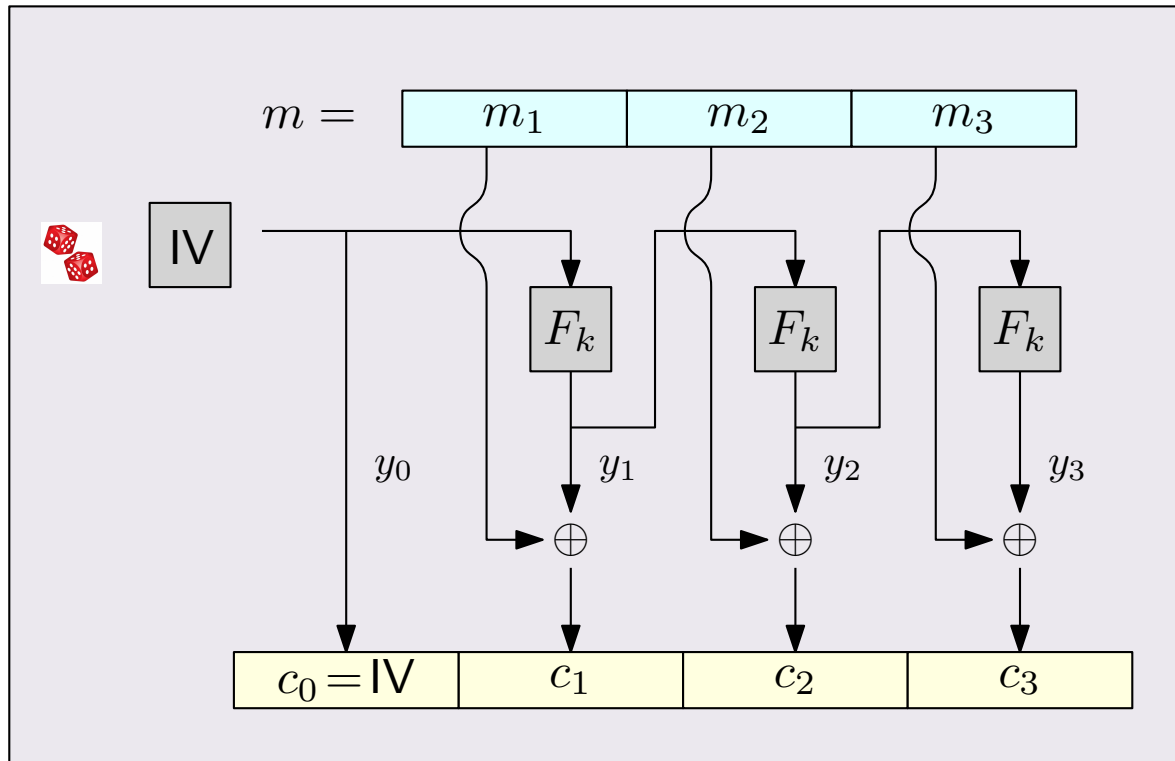 m = m₁ m₂ m₃
IV
Fₖ Fₖ Fₖ
y₀ y₁ y₂ y₃
⊕ ⊕ ⊕
c₀ = IV c₁ c₂ c₃